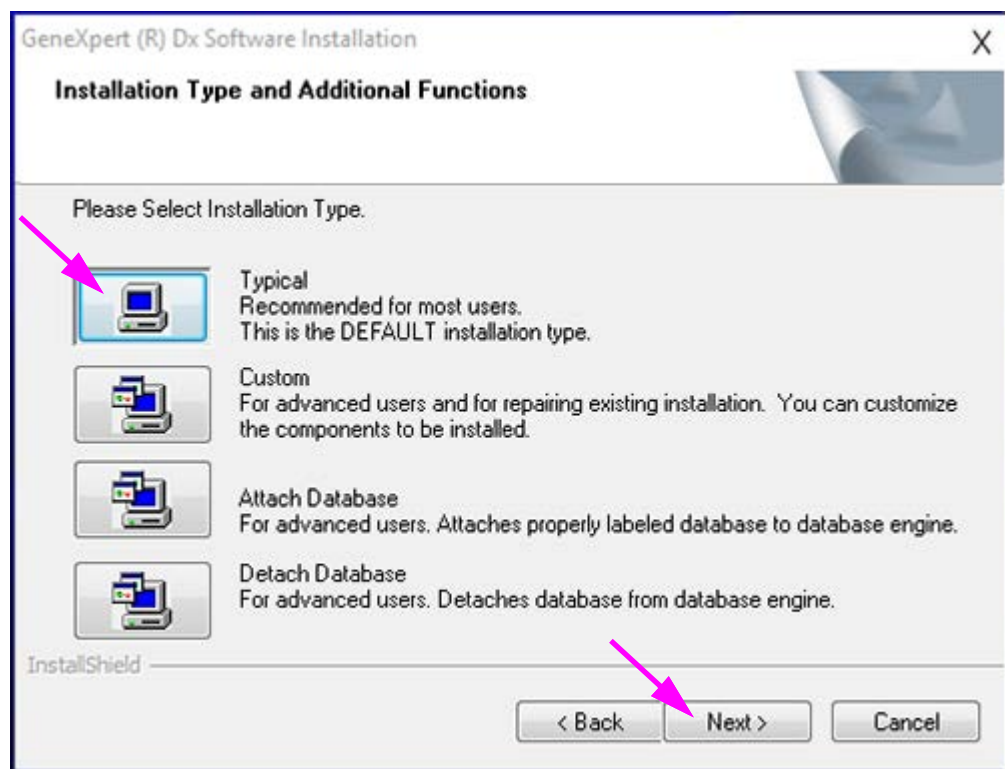 GeneXpert (R) Dx Software Installation
X
Installation Type and Additional Functions
Please Select Installation Type.
Typical
Recommended for most users.
This is the DEFAULT installation type.
Custom
For advanced users and for repairing existing installation. You can customize
the components to be installed.
Attach Database
For advanced users. Attaches properly labeled database to database engine.
Detach Database
For advanced users. Detaches database from database engine.
InstallShield
< Back Next > Cancel